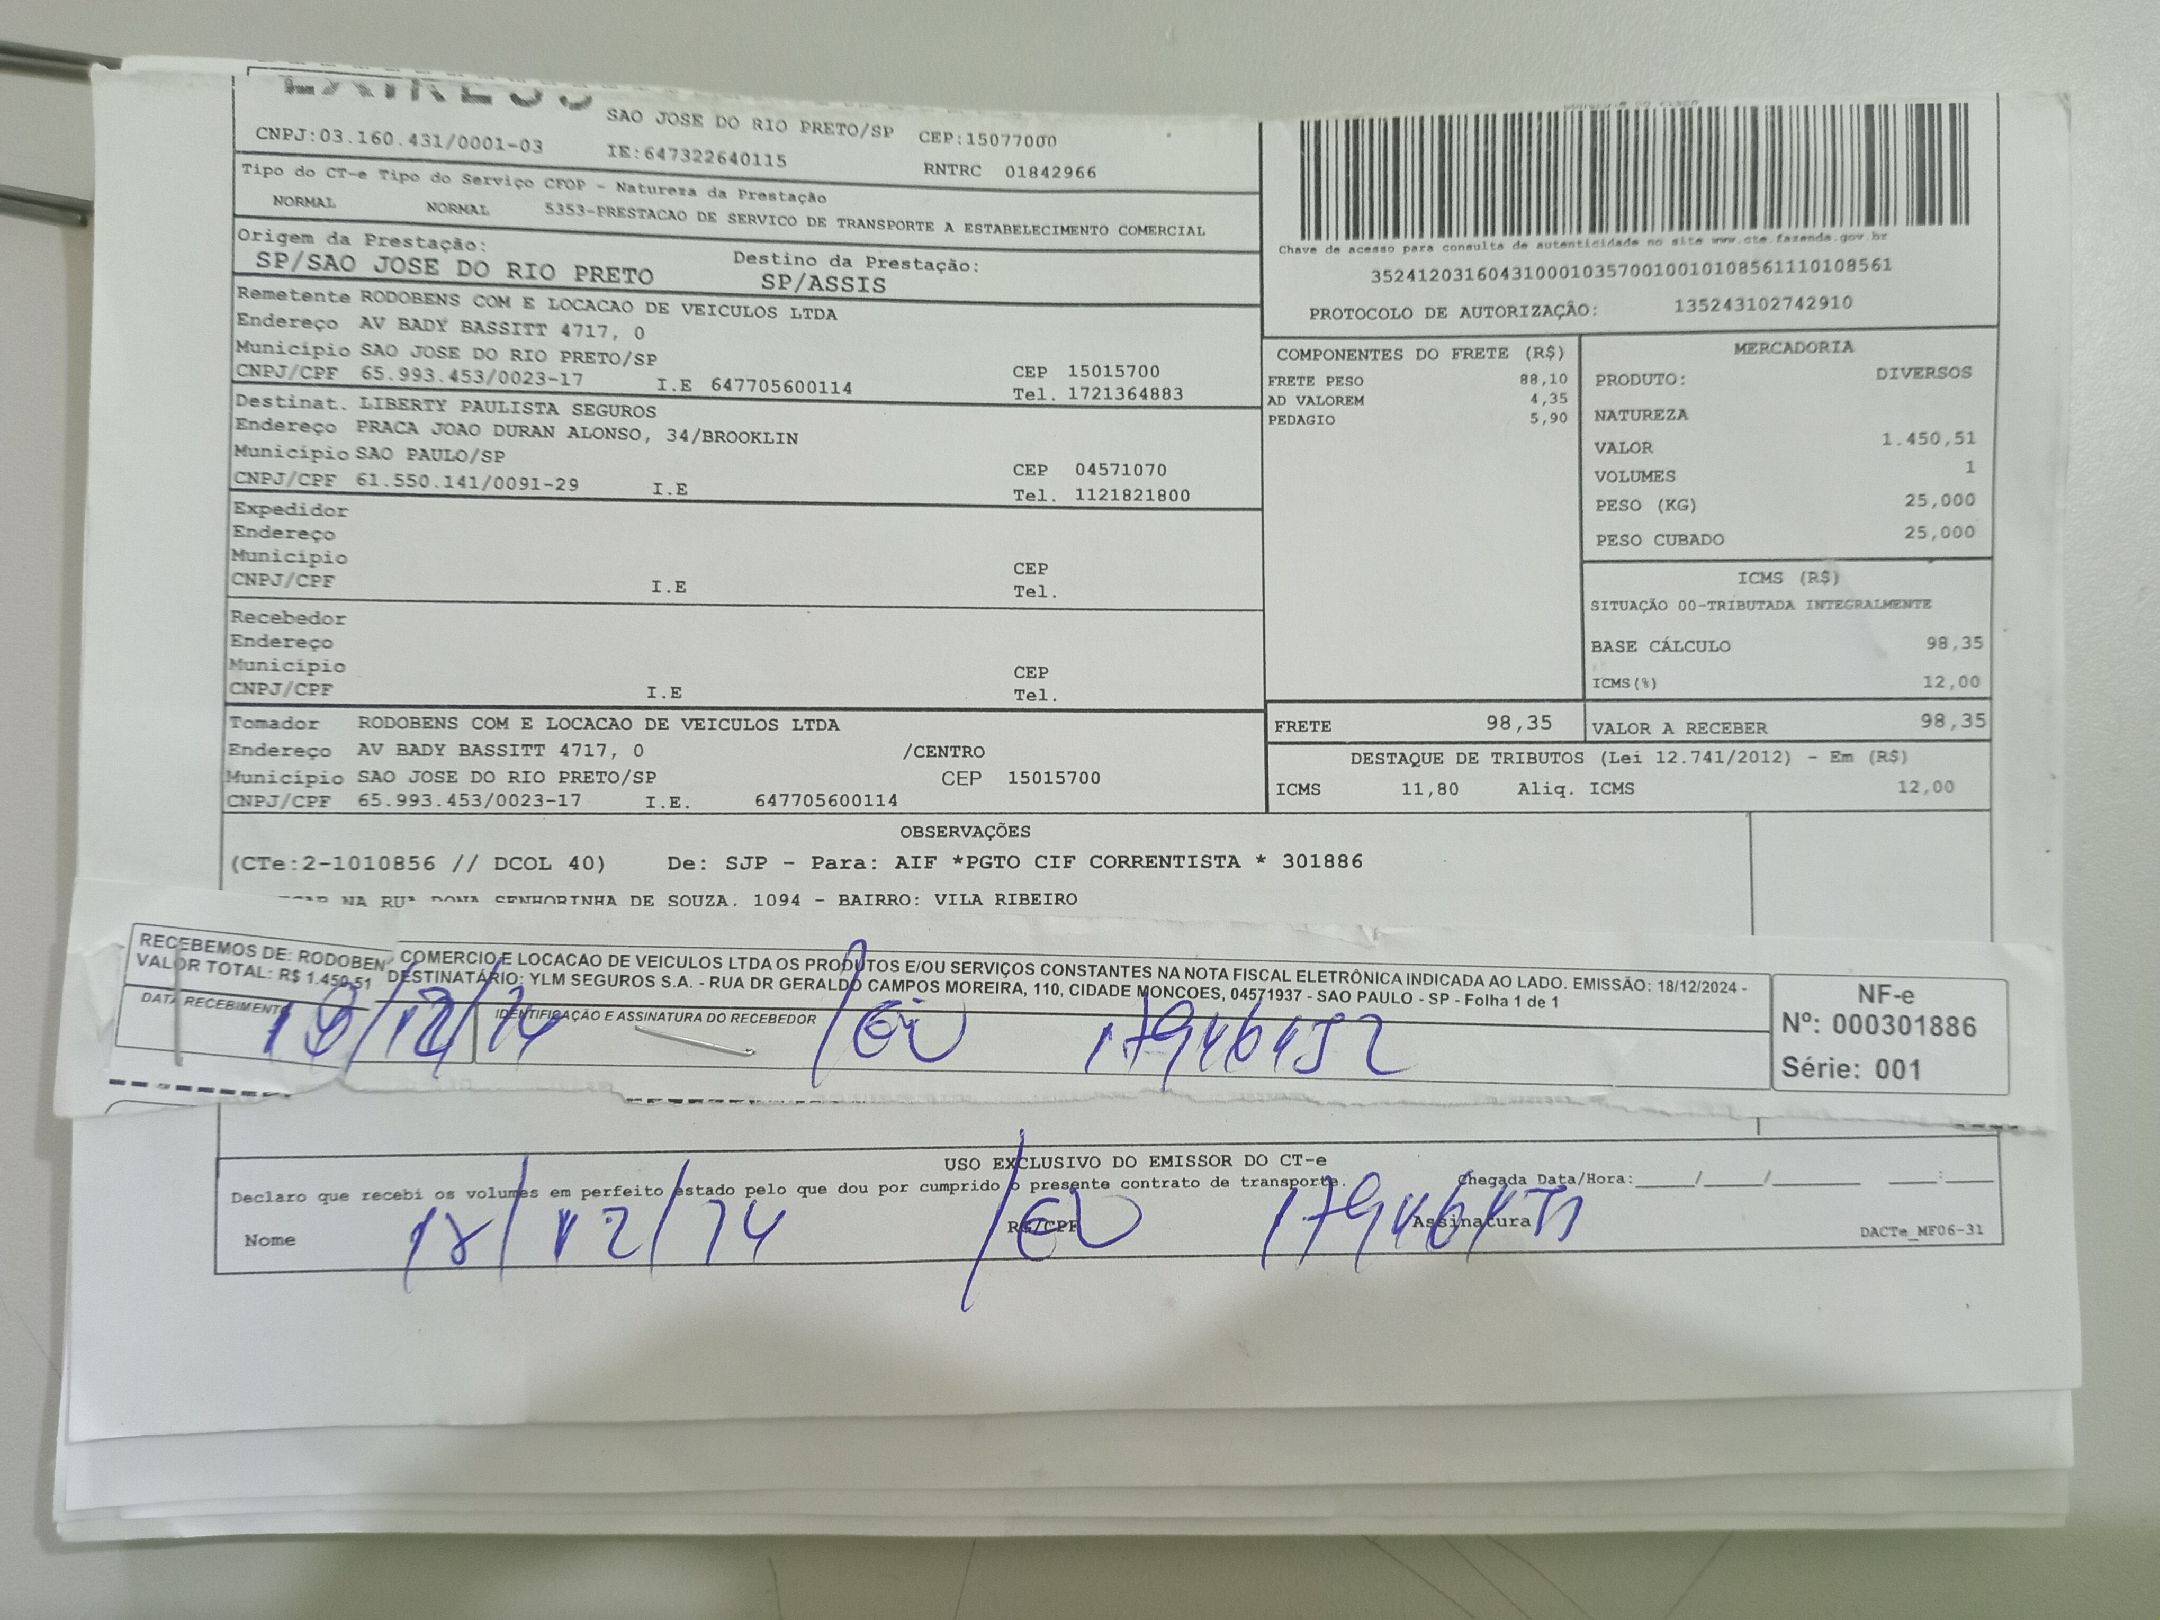 SAO JOSE DO RIO PRETO/SP CEP:15077000
CNPJ:03.160.431/0001-03 IE:647322640115 RNTRC 01842966
Tipo do CT-e Tipo do Serviço CFOP - Natureza da Prestação
NORMAL NORMAL 5353-PRESTACAO DE SERVICO DE TRANSPORTE A ESTABELECIMENTO COMERCIAL
Origem da Prestação: Destino da Prestação:
SP/SAO JOSE DO RIO PRETO SP/ASSIS
Remetente RODOBENS COM E LOCACAO DE VEICULOS LTDA
Endereço AV BADY BASSITT 4717, 0
Município SAO JOSE DO RIO PRETO/SP CEP 15015700
CNPJ/CPF 65.993.453/0023-17 I.E 647705600114 Tel. 1721364883
Destinat. LIBERTY PAULISTA SEGUROS
Endereço PRACA JOAO DURAN ALONSO, 34/BROOKLIN
Município SAO PAULO/SP CEP 04571070
CNPJ/CPF 61.550.141/0091-29 I.E Tel. 1121821800
Expedidor
Endereço
Município CEP
CNPJ/CPF I.E Tel.
Recebedor
Endereço
Município CEP
CNPJ/CPF I.E Tel.
Tomador RODOBENS COM E LOCACAO DE VEICULOS LTDA
Endereço AV BADY BASSITT 4717, 0 /CENTRO
Município SAO JOSE DO RIO PRETO/SP CEP 15015700
CNPJ/CPF 65.993.453/0023-17 I.E. 647705600114
Chave de acesso para consulta de autenticidade no site www.cte.fazenda.gov.br
35241203160431000103570010010108561110108561
PROTOCOLO DE AUTORIZAÇÃO: 135243102742910
COMPONENTES DO FRETE (R$)
FRETE PESO 88,10
AD VALOREM 4,35
PEDAGIO 5,90
MERCADORIA
PRODUTO: DIVERSOS
NATUREZA
VALOR 1.450,51
VOLUMES 1
PESO (KG) 25,000
PESO CUBADO 25,000
ICMS (R$)
SITUAÇÃO 00-TRIBUTADA INTEGRALMENTE
BASE CÁLCULO 98,35
ICMS(%) 12,00
FRETE 98,35 VALOR A RECEBER 98,35
DESTAQUE DE TRIBUTOS (Lei 12.741/2012) - Em (R$)
ICMS 11,80 Aliq. ICMS 12,00
OBSERVAÇÕES
(CTe:2-1010856 // DCOL 40) De: SJP - Para: AIF *PGTO CIF CORRENTISTA * 301886
NA RUA DONA SENHORINHA DE SOUZA, 1094 - BAIRRO: VILA RIBEIRO
RECEBEMOS DE: RODOBEN COMERCIO E LOCACAO DE VEICULOS LTDA OS PRODUTOS E/OU SERVIÇOS CONSTANTES NA NOTA FISCAL ELETRÔNICA INDICADA AO LADO. EMISSÃO: 18/12/2024 -
VALOR TOTAL: R$ 1.450,51 DESTINATÁRIO: YLM SEGUROS S.A. - RUA DR GERALDO CAMPOS MOREIRA, 110, CIDADE MONCOES, 04571937 - SAO PAULO - SP - Folha 1 de 1
DATA RECEBIMENTO IDENTIFICAÇÃO E ASSINATURA DO RECEBEDOR
NF-e
Nº: 000301886
Série: 001
USO EXCLUSIVO DO EMISSOR DO CT-e
Declaro que recebi os volumes em perfeito estado pelo que dou por cumprido o presente contrato de transporte. Chegada Data/Hora:_____/_____/_________ ____:____
Nome RG/CPF Assinatura DACTe_MF06-31